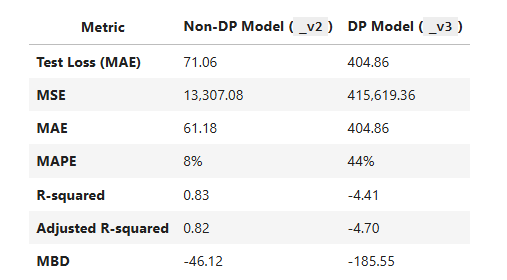 Metric Non-DP Model ( _v2 ) DP Model ( _v3 )
Test Loss (MAE) 71.06 404.86
MSE 13,307.08 415,619.36
MAE 61.18 404.86
MAPE 8% 44%
R-squared 0.83 -4.41
Adjusted R-squared 0.82 -4.70
MBD -46.12 -185.55